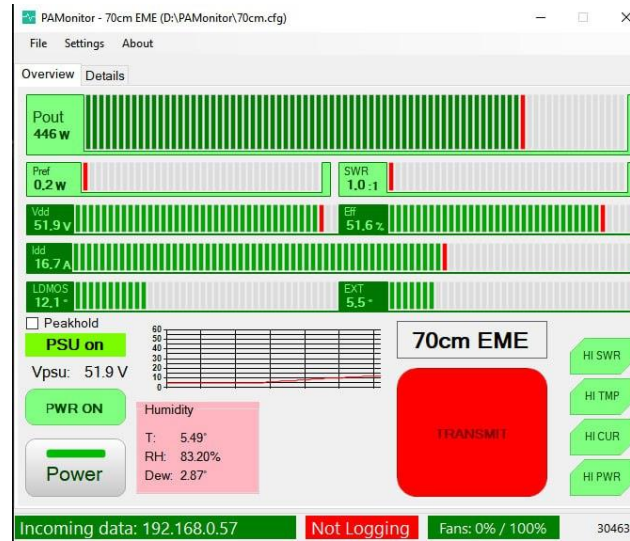 PAMonitor - 70cm EME (D:\PAMonitor\70cm.cfg)
File Settings About
Overview Details
Pout
446 W
Pref
0,2 W
SWR
1,0 :1
Vdd
51,9 V
Eff
51,6 %
Idd
16,7 A
LDMOS
12,1 °
EXT
5,5 °
Peakhold
PSU on
Vpsu: 51.9 V
PWR ON
Power
60
50
40
30
20
10
0
Humidity
T: 5.49°
RH: 83.20%
Dew: 2.87°
70cm EME
TRANSMIT
HI SWR
HI TMP
HI CUR
HI PWR
Incoming data: 192.168.0.57 Not Logging Fans: 0% / 100% 30463